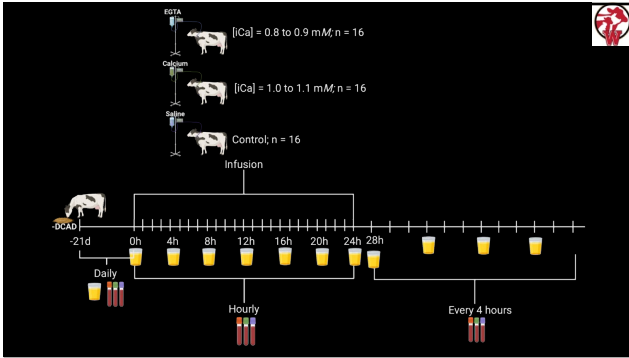 EGTA
[iCa] = 0.8 to 0.9 mM; n = 16
Calcium
[iCa] = 1.0 to 1.1 mM; n = 16
Saline
Control; n = 16
Infusion
-DCAD
-21d 0h 4h 8h 12h 16h 20h 24h 28h
Daily
Hourly
Every 4 hours
W